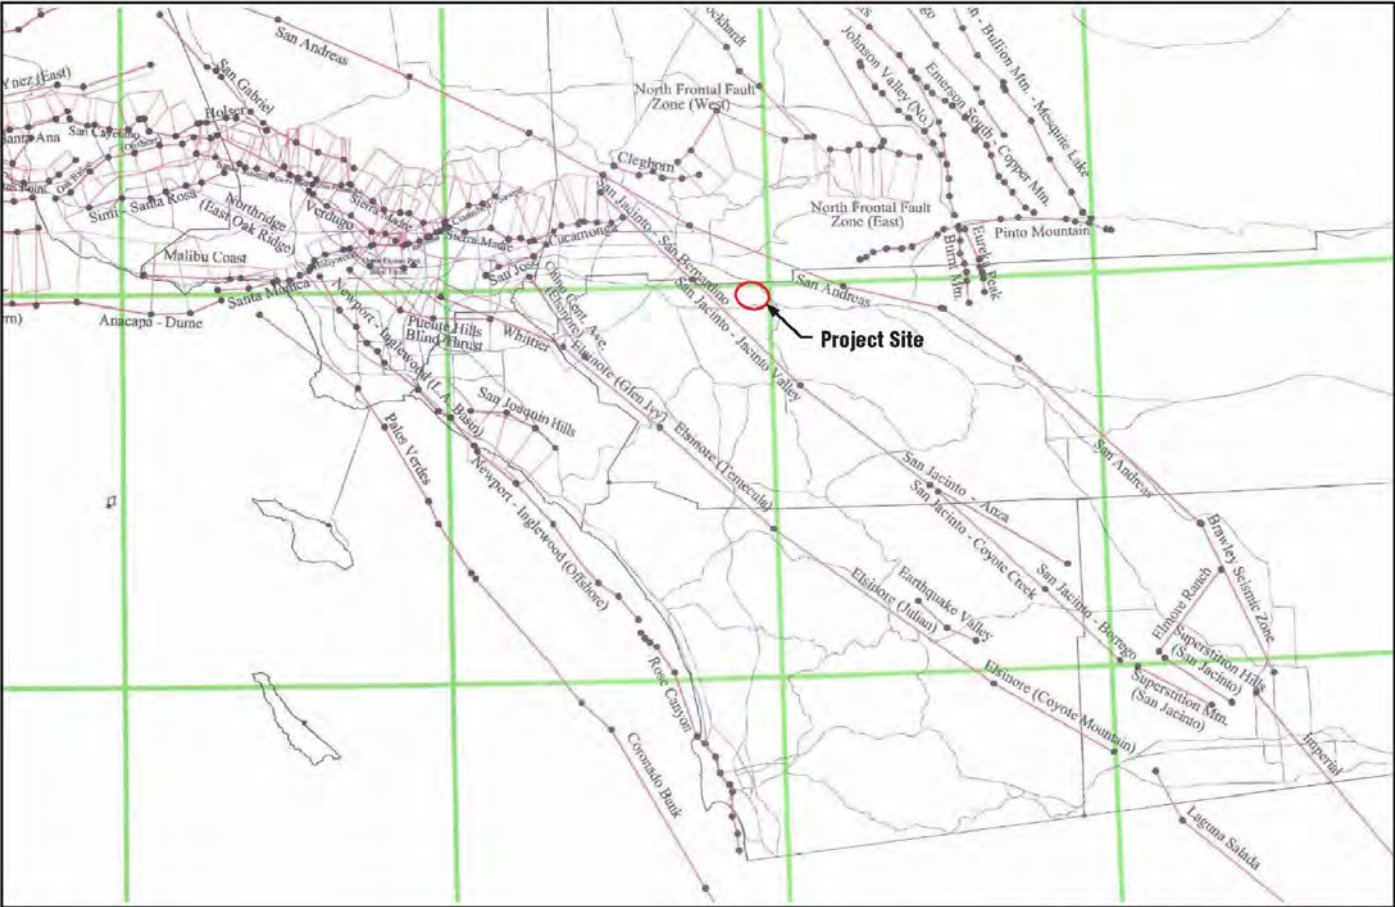 San Andreas
ockhardt
Johnson Valley (No.)
Emerson South - Copper Mtn.
- Bullion Mtn. - Mesquite Lake
Ynez (East)
San Gabriel
Holser
North Frontal Fault
Zone (West)
Santa Ana
San Cayetano
Cleghorn
Simi - Santa Rosa
Northridge
(East Oak Ridge)
Verdugo
Sierra Madre
North Frontal Fault
Zone (East)
Pinto Mountain
Eureka Peak
Burnt Mtn.
Cucamonga
Sierra Madre
San Jose
Malibu Coast
Santa Monica
Hollywood
Anacapa - Dume
ern)
San Jacinto - San Bernardino
San Jacinto - Jacinto Valley
San Andreas
Project Site
Chino Cent. Ave.
(Elsinore)
Puente Hills
Blind Thrust
Whittier
Elsinore (Glen Ivy)
Newport - Inglewood (L.A. Basin)
San Joaquin Hills
Palos Verdes
Elsinore (Temecula)
Newport - Inglewood (Offshore)
San Jacinto - Anza
San Jacinto - Coyote Creek
San Andreas
Brawley Seismic Zone
Elmore Ranch
San Jacinto - Borrego
Elsinore (Julian)
Earthquake Valley
Superstition Hills
(San Jacinto)
Superstition Mtn.
(San Jacinto)
Elsinore (Coyote Mountain)
Rose Canyon
Coronado Bank
Imperial
Laguna Salada